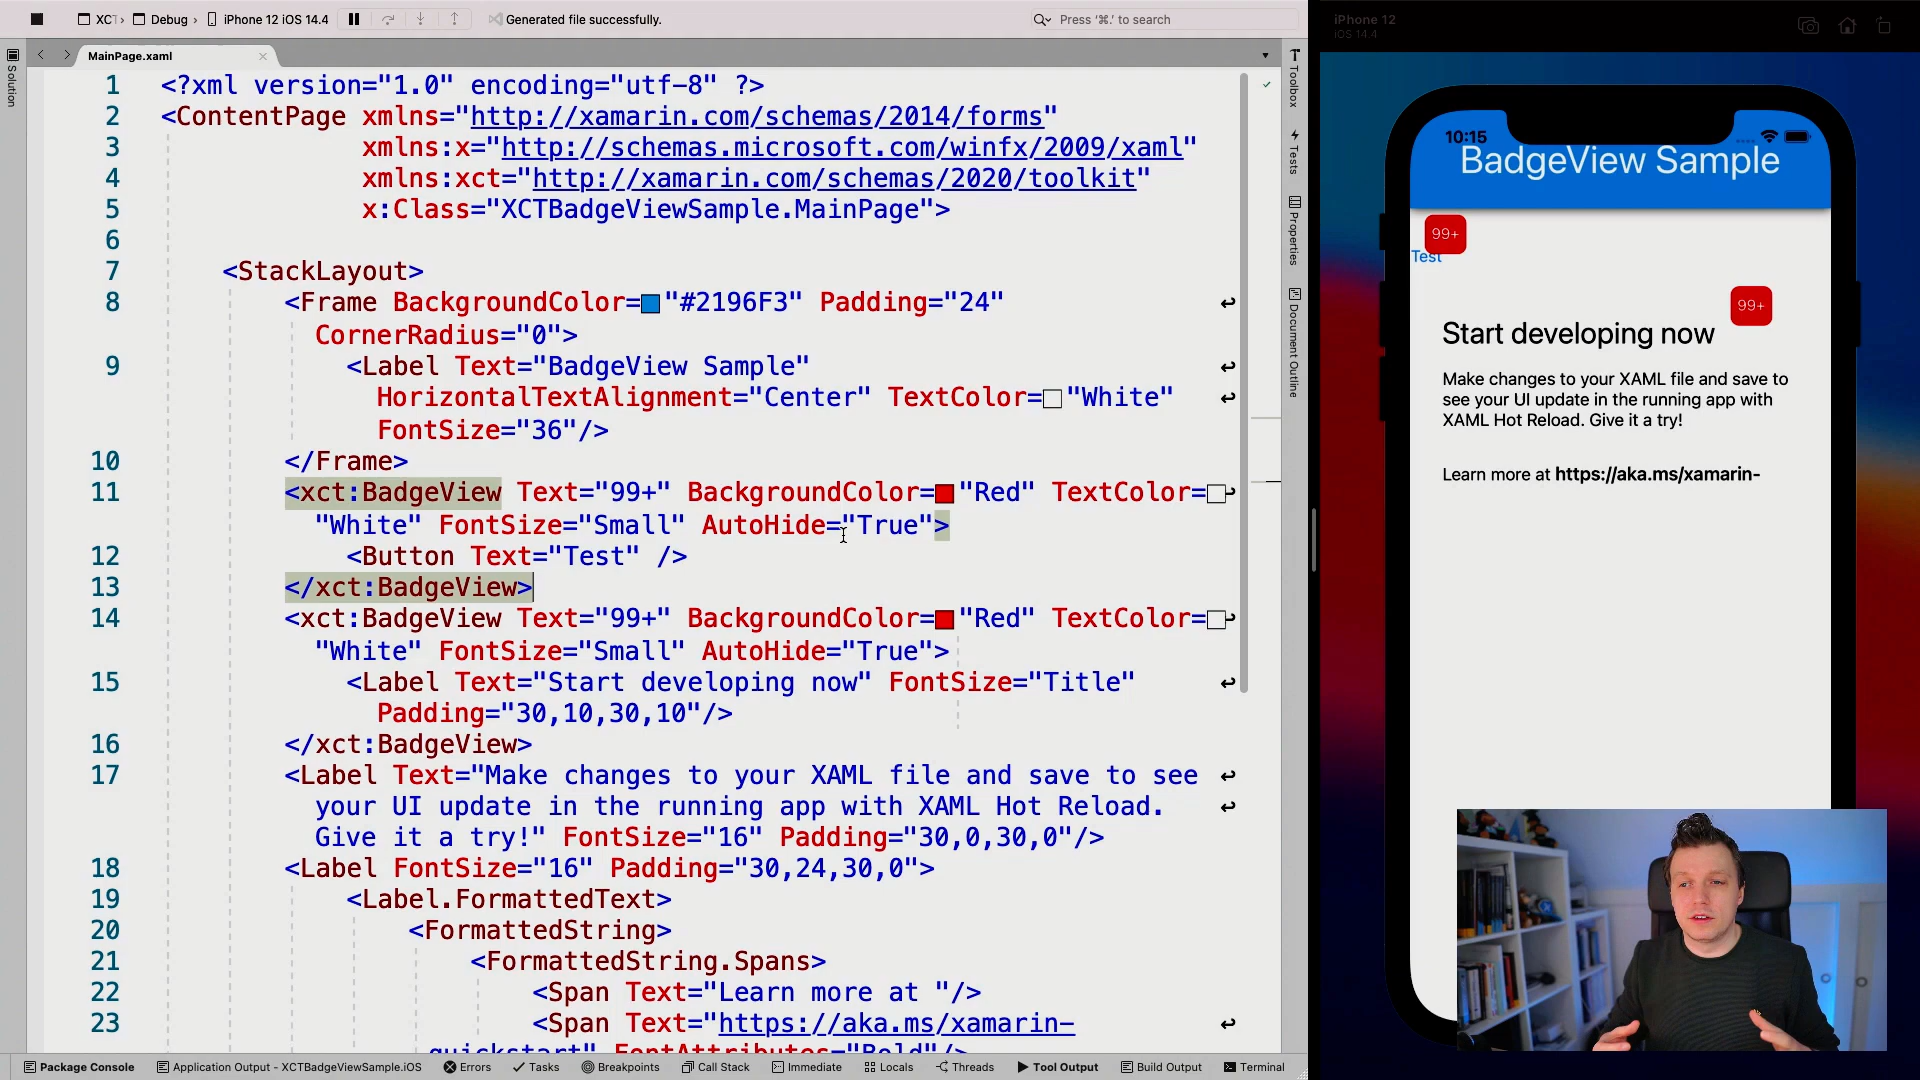 XCT › Debug › iPhone 12 iOS 14.4
Generated file successfully.
Press '⌘.' to search
Solution
MainPage.xaml
1 <?xml version="1.0" encoding="utf-8" ?>
2 <ContentPage xmlns="http://xamarin.com/schemas/2014/forms"
3 xmlns:x="http://schemas.microsoft.com/winfx/2009/xaml"
4 xmlns:xct="http://xamarin.com/schemas/2020/toolkit"
5 x:Class="XCTBadgeViewSample.MainPage">
6
7 <StackLayout>
8 <Frame BackgroundColor="#2196F3" Padding="24"
CornerRadius="0">
9 <Label Text="BadgeView Sample"
HorizontalTextAlignment="Center" TextColor="White"
FontSize="36"/>
10 </Frame>
11 <xct:BadgeView Text="99+" BackgroundColor="Red" TextColor=
"White" FontSize="Small" AutoHide="True">
12 <Button Text="Test" />
13 </xct:BadgeView>
14 <xct:BadgeView Text="99+" BackgroundColor="Red" TextColor=
"White" FontSize="Small" AutoHide="True">
15 <Label Text="Start developing now" FontSize="Title"
Padding="30,10,30,10"/>
16 </xct:BadgeView>
17 <Label Text="Make changes to your XAML file and save to see
your UI update in the running app with XAML Hot Reload.
Give it a try!" FontSize="16" Padding="30,0,30,0"/>
18 <Label FontSize="16" Padding="30,24,30,0">
19 <Label.FormattedText>
20 <FormattedString>
21 <FormattedString.Spans>
22 <Span Text="Learn more at "/>
23 <Span Text="https://aka.ms/xamarin-
quickstart" FontAttributes="Bold"/>
Toolbox
Tests
Properties
Document Outline
Package Console
Application Output - XCTBadgeViewSample.iOS
Errors
Tasks
Breakpoints
Call Stack
Immediate
Locals
Threads
Tool Output
Build Output
Terminal
iPhone 12
iOS 14.4
10:15
BadgeView Sample
99+
Test
99+
Start developing now
Make changes to your XAML file and save to
see your UI update in the running app with
XAML Hot Reload. Give it a try!
Learn more at https://aka.ms/xamarin-